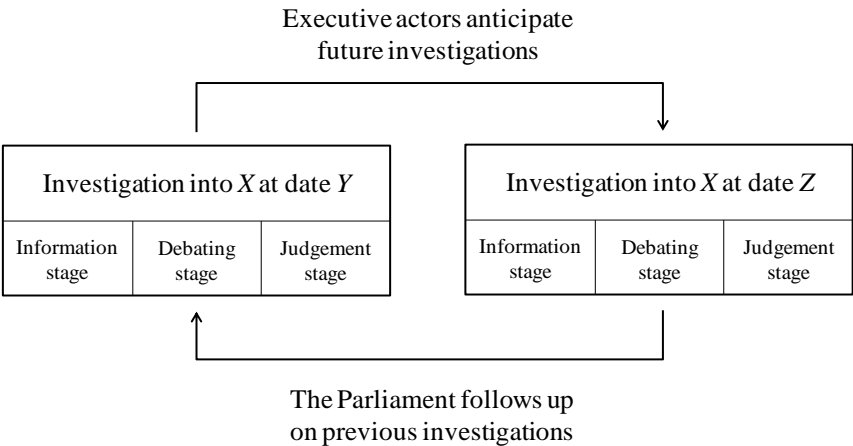 Executive actors anticipate
future investigations
Investigation into X at date Y
Investigation into X at date Z
Information
stage
Debating
stage
Judgement
stage
Information
stage
Debating
stage
Judgement
stage
The Parliament follows up
on previous investigations